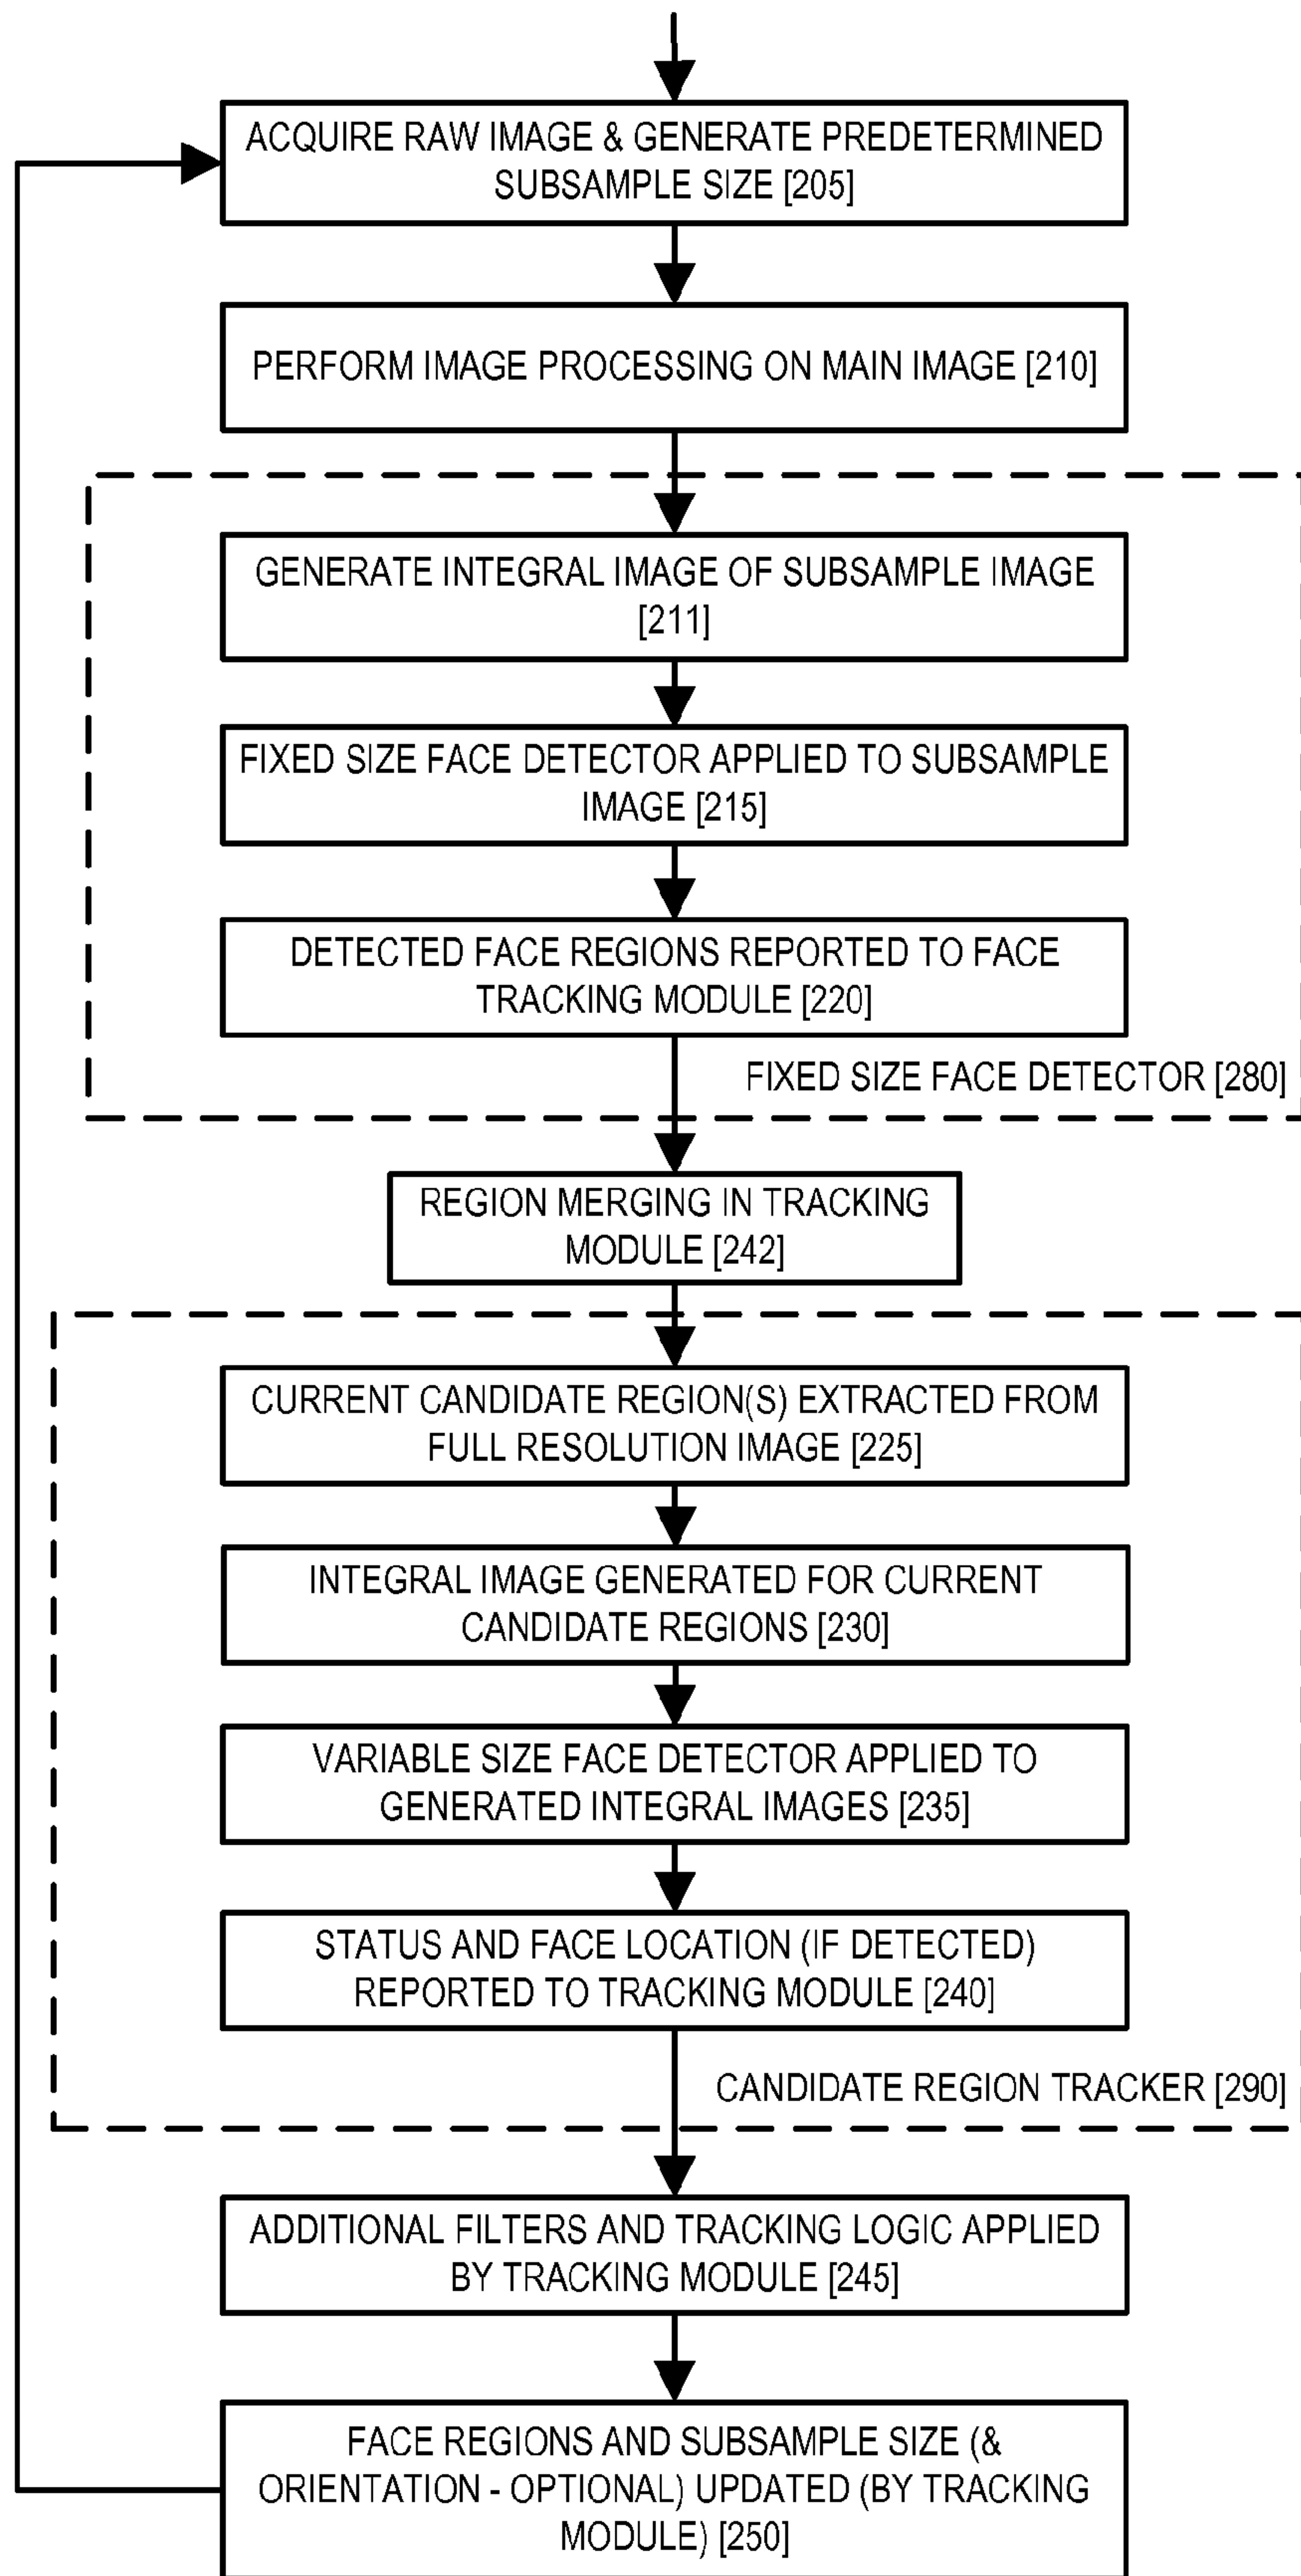 ACQUIRE RAW IMAGE & GENERATE PREDETERMINED
SUBSAMPLE SIZE [205]
PERFORM IMAGE PROCESSING ON MAIN IMAGE [210]
GENERATE INTEGRAL IMAGE OF SUBSAMPLE IMAGE
[211]
FIXED SIZE FACE DETECTOR APPLIED TO SUBSAMPLE
IMAGE [215]
DETECTED FACE REGIONS REPORTED TO FACE
TRACKING MODULE [220]
FIXED SIZE FACE DETECTOR [280]
REGION MERGING IN TRACKING
MODULE [242]
CURRENT CANDIDATE REGION(S) EXTRACTED FROM
FULL RESOLUTION IMAGE [225]
INTEGRAL IMAGE GENERATED FOR CURRENT
CANDIDATE REGIONS [230]
VARIABLE SIZE FACE DETECTOR APPLIED TO
GENERATED INTEGRAL IMAGES [235]
STATUS AND FACE LOCATION (IF DETECTED)
REPORTED TO TRACKING MODULE [240]
CANDIDATE REGION TRACKER [290]
ADDITIONAL FILTERS AND TRACKING LOGIC APPLIED
BY TRACKING MODULE [245]
FACE REGIONS AND SUBSAMPLE SIZE (&
ORIENTATION - OPTIONAL) UPDATED (BY TRACKING
MODULE) [250]